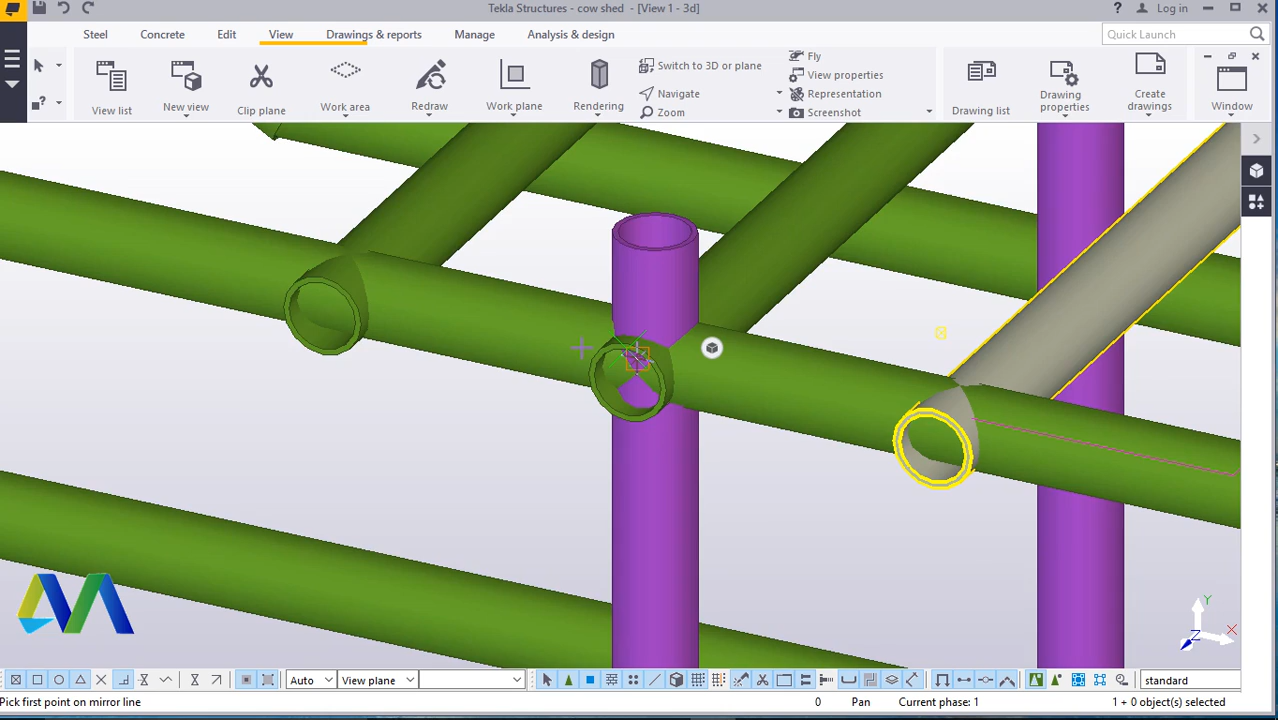 Tekla Structures - cow shed - [View 1 - 3d]
? Log in
Steel Concrete Edit View Drawings & reports Manage Analysis & design
Quick Launch
View list
New view
Clip plane
Work area
Redraw
Work plane
Rendering
Switch to 3D or plane
Navigate
Zoom
Fly
View properties
Representation
Screenshot
Drawing list
Drawing
properties
Create
drawings
Window
Y
X
Z
Auto
View plane
standard
Pick first point on mirror line
0 Pan Current phase: 1 1 + 0 object(s) selected